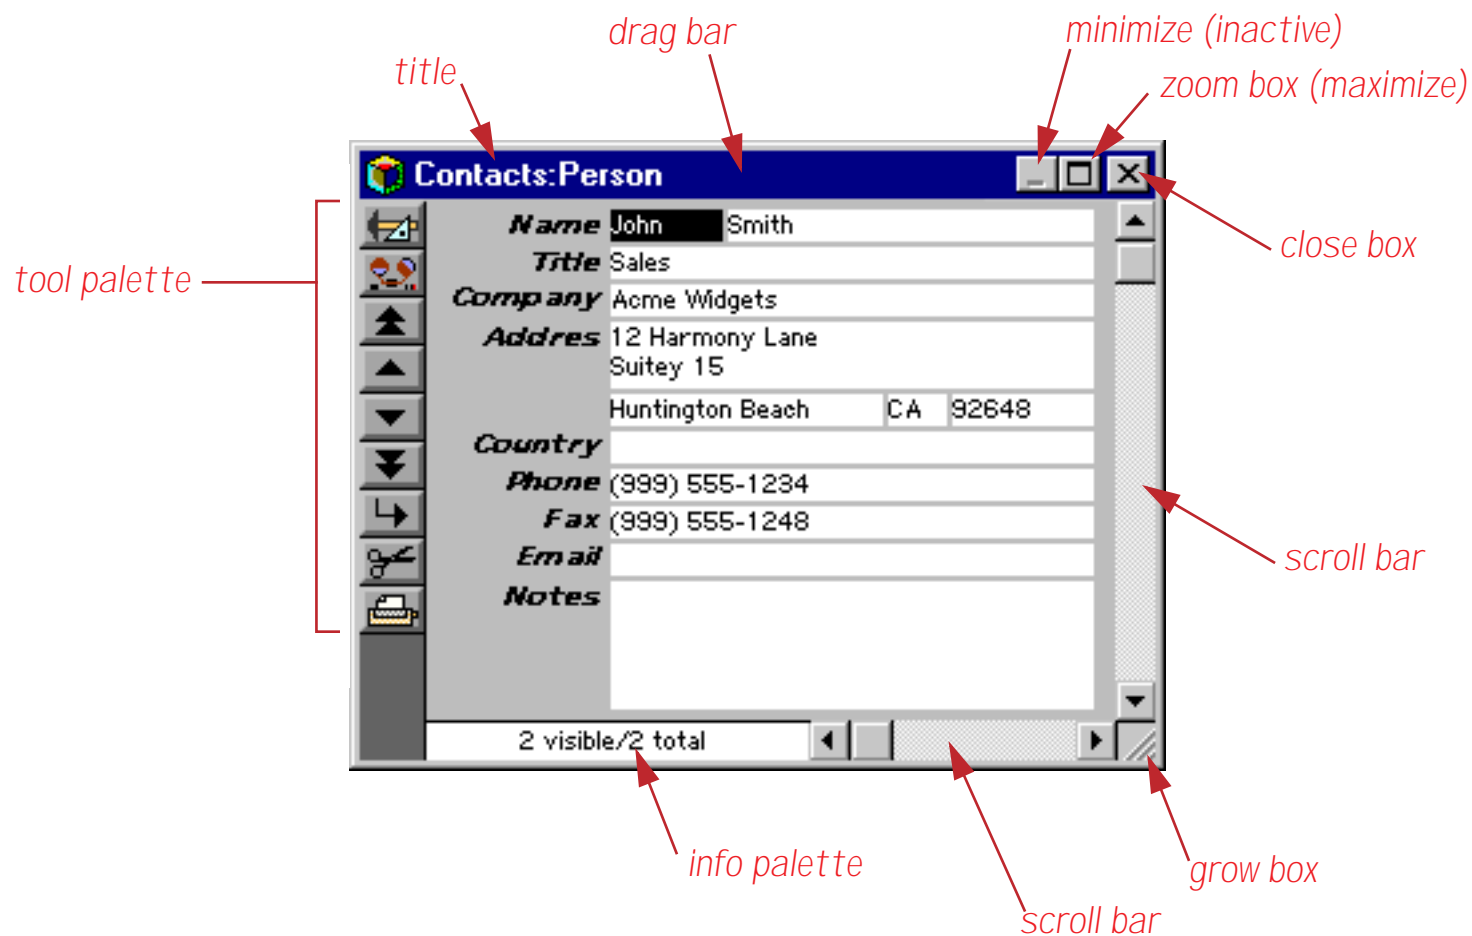 drag bar
minimize (inactive)
title
zoom box (maximize)
Contacts:Person
Name John Smith
close box
Title Sales
tool palette
Company Acme Widgets
Addres 12 Harmony Lane
Suitey 15
Huntington Beach CA 92648
Country
Phone (999) 555-1234
Fax (999) 555-1248
Email
scroll bar
Notes
2 visible/2 total
info palette
grow box
scroll bar